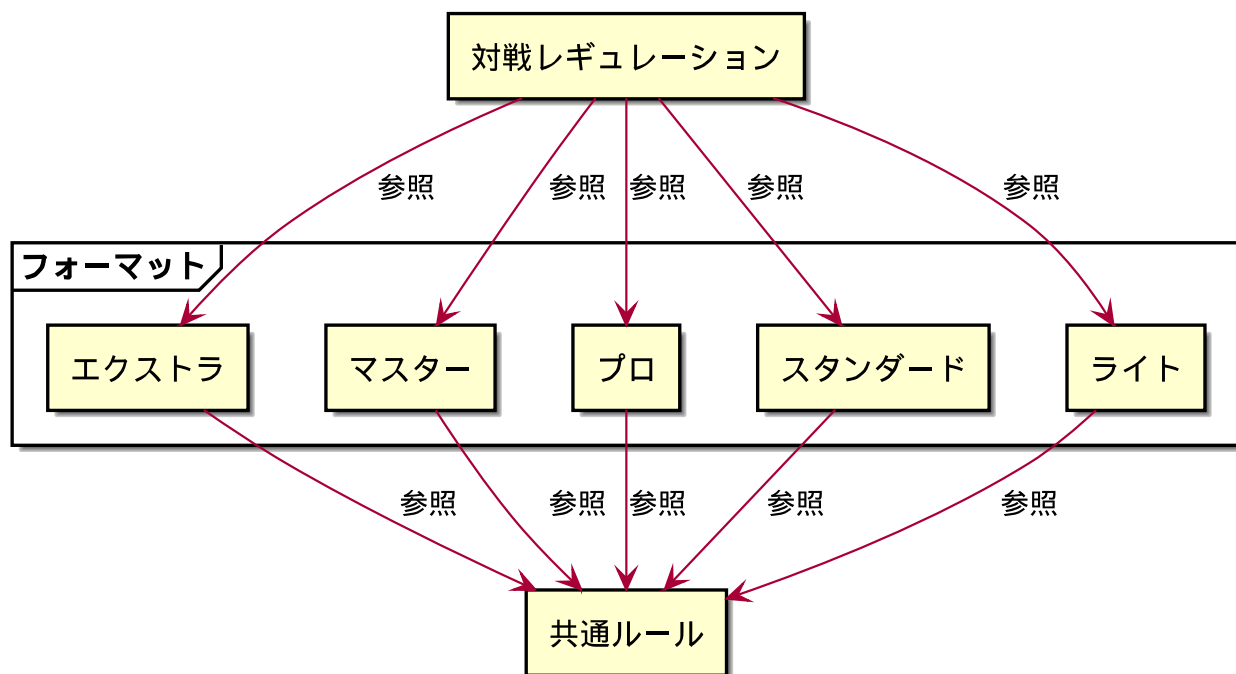 対戦レギュレーション
参照
参照
参照
参照
参照
フォーマット
エクストラ
マスター
プロ
スタンダード
ライト
参照
参照
参照
参照
参照
共通ルール